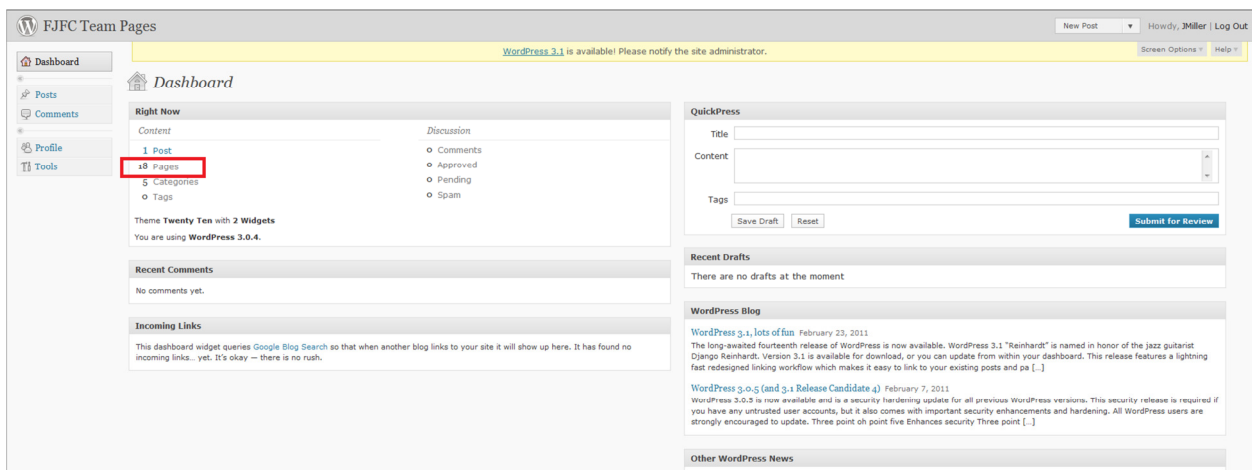 FJFC Team Pages
New Post
Howdy, JMiller | Log Out
WordPress 3.1 is available! Please notify the site administrator.
Screen Options
Help
Dashboard
Posts
Comments
Profile
Tools
Dashboard
Right Now
Content
Discussion
1 Post
0 Comments
18 Pages
0 Approved
5 Categories
0 Pending
0 Tags
0 Spam
Theme Twenty Ten with 2 Widgets
You are using WordPress 3.0.4.
Recent Comments
No comments yet.
Incoming Links
This dashboard widget queries Google Blog Search so that when another blog links to your site it will show up here. It has found no
incoming links… yet. It's okay — there is no rush.
QuickPress
Title
Content
Tags
Save Draft
Reset
Submit for Review
Recent Drafts
There are no drafts at the moment
WordPress Blog
WordPress 3.1, lots of fun February 23, 2011
The long-awaited fourteenth release of WordPress is now available. WordPress 3.1 "Reinhardt" is named in honor of the jazz guitarist
Django Reinhardt. Version 3.1 is available for download, or you can update from within your dashboard. This release features a lightning
fast redesigned linking workflow which makes it easy to link to your existing posts and pa […]
WordPress 3.0.5 (and 3.1 Release Candidate 4) February 7, 2011
WordPress 3.0.5 is now available and is a security hardening update for all previous WordPress versions. This security release is required if
you have any untrusted user accounts, but it also comes with important security enhancements and hardening. All WordPress users are
strongly encouraged to update. Three point oh point five Enhances security Three point […]
Other WordPress News